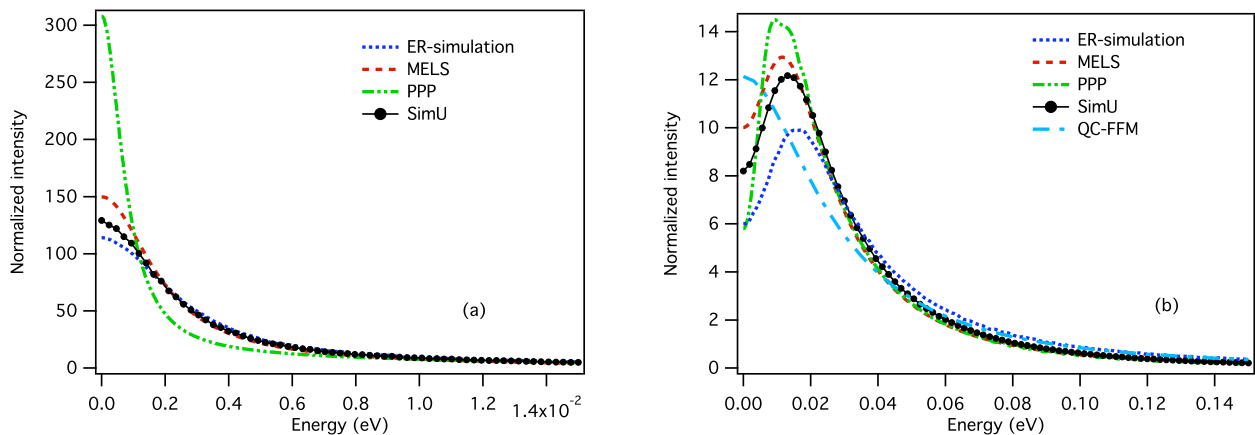 300
250
200
150
100
50
0
Normalized intensity
ER-simulation
MELS
PPP
SimU
(a)
0.0 0.2 0.4 0.6 0.8 1.0 1.2 1.4x10-2
Energy (eV)
14
12
10
8
6
4
2
0
Normalized intensity
ER-simulation
MELS
PPP
SimU
QC-FFM
(b)
0.00 0.02 0.04 0.06 0.08 0.10 0.12 0.14
Energy (eV)